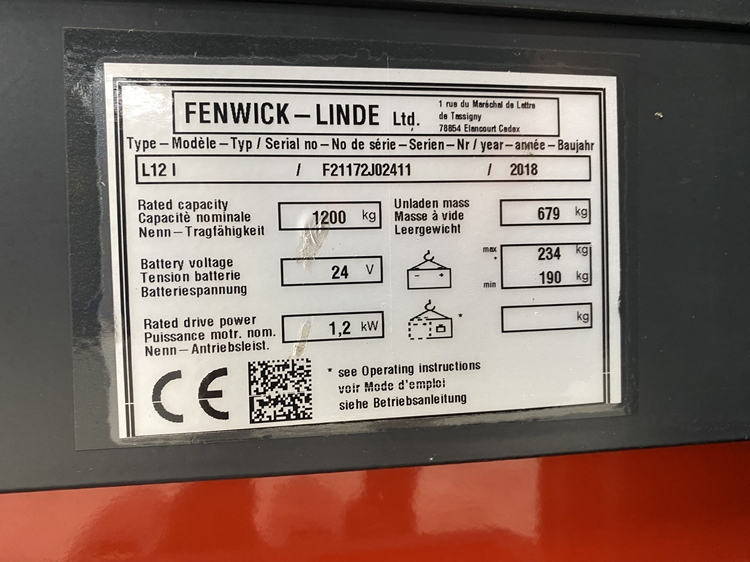 FENWICK-LINDE Ltd.
1 rue du Maréchal de Lattre
de Tassigny
78854 Elancourt Cedex
Type-Modèle-Typ / Serial no-No de série-Serien-Nr / year-année-Baujahr
L12 I / F21172J02411 / 2018
Rated capacity
Capacitè nominale
Nenn-Tragfähigkeit
1200 kg
Unladen mass
Masse à vide
Leergewicht
679 kg
Battery voltage
Tension batterie
Batteriespannung
24 V
max
*
234 kg
min
190 kg
Rated drive power
Puissance motr. nom.
Nenn-Antriebsleist.
1,2 kW
*
kg
CE
* see Operating instructions
voir Mode d'emploi
siehe Betriebsanleitung